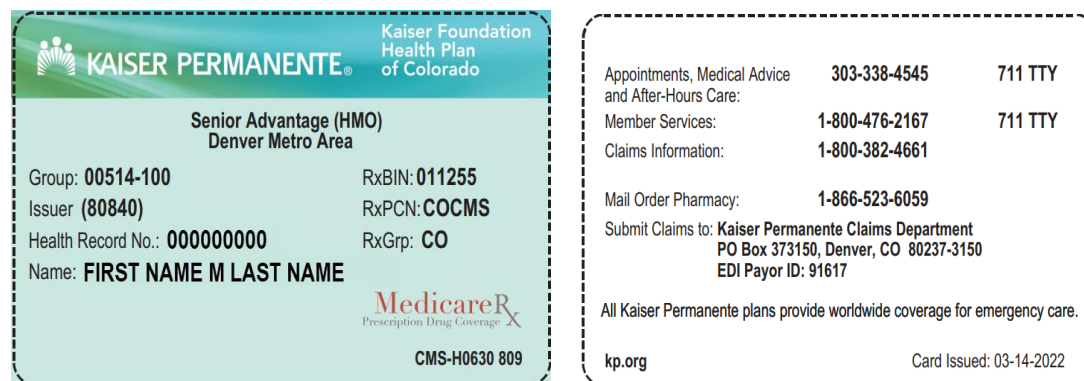 KAISER PERMANENTE®
Kaiser Foundation
Health Plan
of Colorado
Senior Advantage (HMO)
Denver Metro Area
Group: 00514-100
RxBIN: 011255
Issuer (80840)
RxPCN: COCMS
Health Record No.: 000000000
RxGrp: CO
Name: FIRST NAME M LAST NAME
MedicareRx
Prescription Drug Coverage
CMS-H0630 809
Appointments, Medical Advice 303-338-4545 711 TTY
and After-Hours Care:
Member Services: 1-800-476-2167 711 TTY
Claims Information: 1-800-382-4661
Mail Order Pharmacy: 1-866-523-6059
Submit Claims to: Kaiser Permanente Claims Department
PO Box 373150, Denver, CO 80237-3150
EDI Payor ID: 91617
All Kaiser Permanente plans provide worldwide coverage for emergency care.
kp.org Card Issued: 03-14-2022